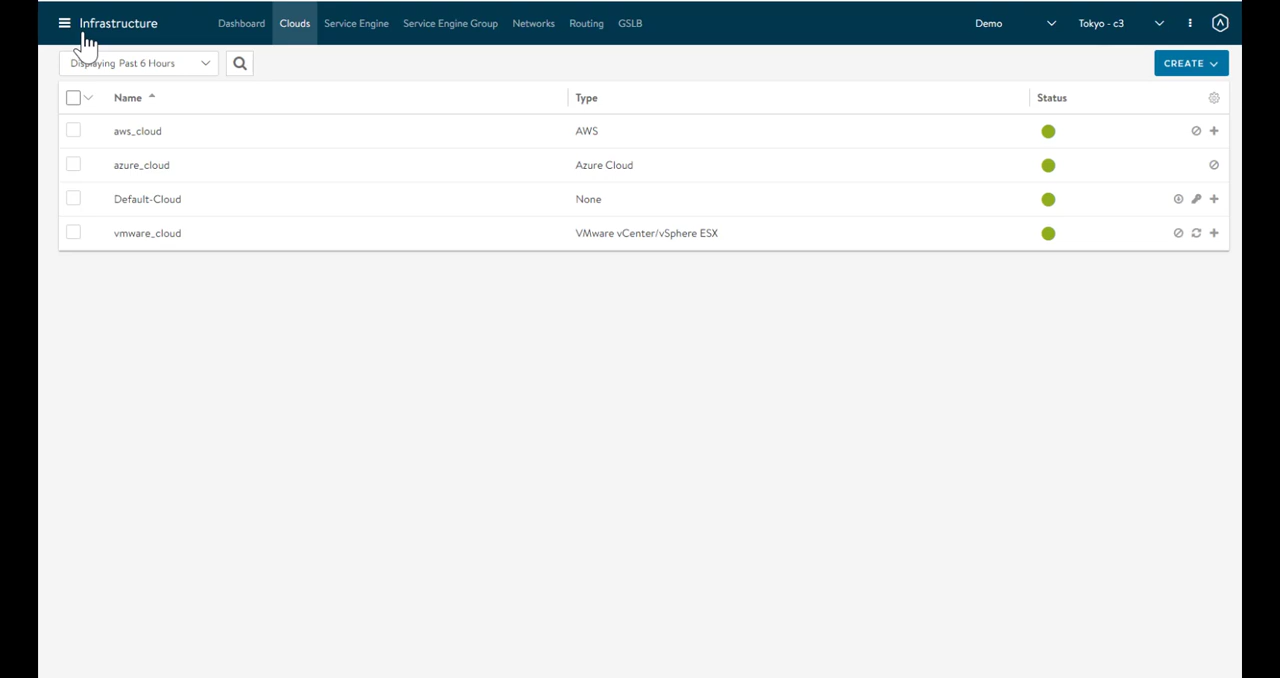 Infrastructure Dashboard Clouds Service Engine Service Engine Group Networks Routing GSLB Demo Tokyo - c3
Displaying Past 6 Hours CREATE
Name Type Status
aws_cloud AWS
azure_cloud Azure Cloud
Default-Cloud None
vmware_cloud VMware vCenter/vSphere ESX